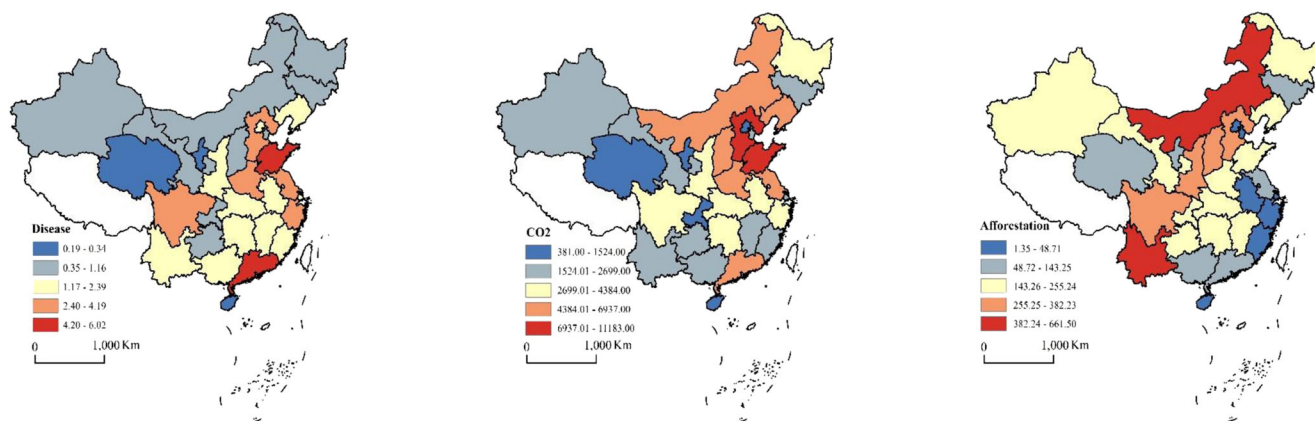 Disease
0.19 - 0.34
0.35 - 1.16
1.17 - 2.39
2.40 - 4.19
4.20 - 6.02
0 1,000 Km
CO2
381.00 - 1524.00
1524.01 - 2699.00
2699.01 - 4384.00
4384.01 - 6937.00
6937.01 - 11183.00
0 1,000 Km
Afforestation
1.35 - 48.71
48.72 - 143.25
143.26 - 255.24
255.25 - 382.23
382.24 - 661.50
0 1,000 Km